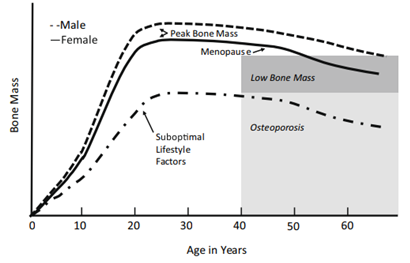 --Male
—Female
Peak Bone Mass
Menopause
Low Bone Mass
Osteoporosis
Suboptimal
Lifestyle
Factors
Bone Mass
0 10 20 30 40 50 60
Age in Years